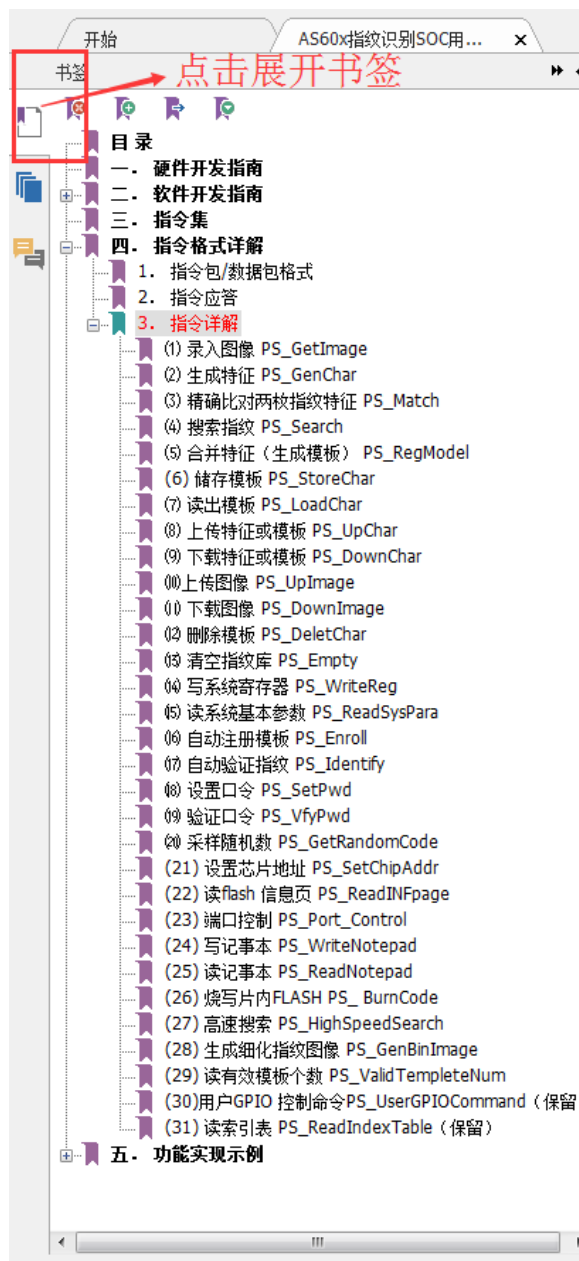 开始
AS60x指纹识别SOC用...
书签
点击展开书签
目 录
一. 硬件开发指南
二. 软件开发指南
三. 指令集
四. 指令格式详解
1. 指令包/数据包格式
2. 指令应答
3. 指令详解
⑴ 录入图像 PS_GetImage
⑵ 生成特征 PS_GenChar
⑶ 精确比对两枚指纹特征 PS_Match
⑷ 搜索指纹 PS_Search
⑸ 合并特征（生成模板） PS_RegModel
(6) 储存模板 PS_StoreChar
⑺ 读出模板 PS_LoadChar
⑻ 上传特征或模板 PS_UpChar
⑼ 下载特征或模板 PS_DownChar
⑽上传图像 PS_UpImage
⑾ 下载图像 PS_DownImage
⑿ 删除模板 PS_DeletChar
⒀ 清空指纹库 PS_Empty
⒁ 写系统寄存器 PS_WriteReg
⒂ 读系统基本参数 PS_ReadSysPara
⒃ 自动注册模板 PS_Enroll
⒄ 自动验证指纹 PS_Identify
⒅ 设置口令 PS_SetPwd
⒆ 验证口令 PS_VfyPwd
⒇ 采样随机数 PS_GetRandomCode
(21) 设置芯片地址 PS_SetChipAddr
(22) 读flash 信息页 PS_ReadINFpage
(23) 端口控制 PS_Port_Control
(24) 写记事本 PS_WriteNotepad
(25) 读记事本 PS_ReadNotepad
(26) 烧写片内FLASH PS_ BurnCode
(27) 高速搜索 PS_HighSpeedSearch
(28) 生成细化指纹图像 PS_GenBinImage
(29) 读有效模板个数 PS_ValidTempleteNum
(30)用户GPIO 控制命令PS_UserGPIOCommand（保留
(31) 读索引表 PS_ReadIndexTable（保留）
五. 功能实现示例